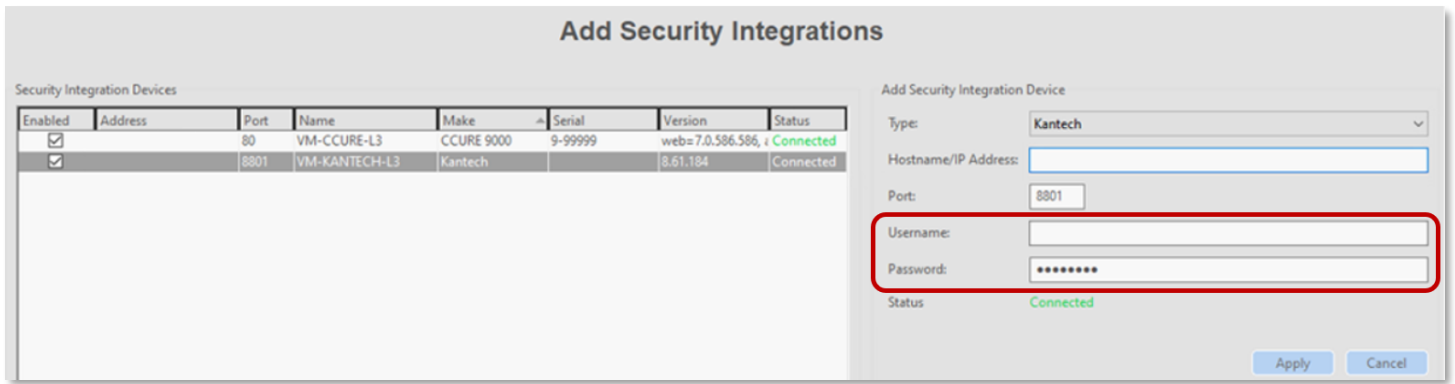 Add Security Integrations
Security Integration Devices
Enabled Address Port Name Make Serial Version Status
80 VM-CCURE-L3 CCURE 9000 9-99999 web=7.0.586.586, Connected
8801 VM-KANTECH-L3 Kantech 8.61.184 Connected
Add Security Integration Device
Type: Kantech
Hostname/IP Address:
Port: 8801
Username:
Password: ••••••••
Status Connected
Apply Cancel